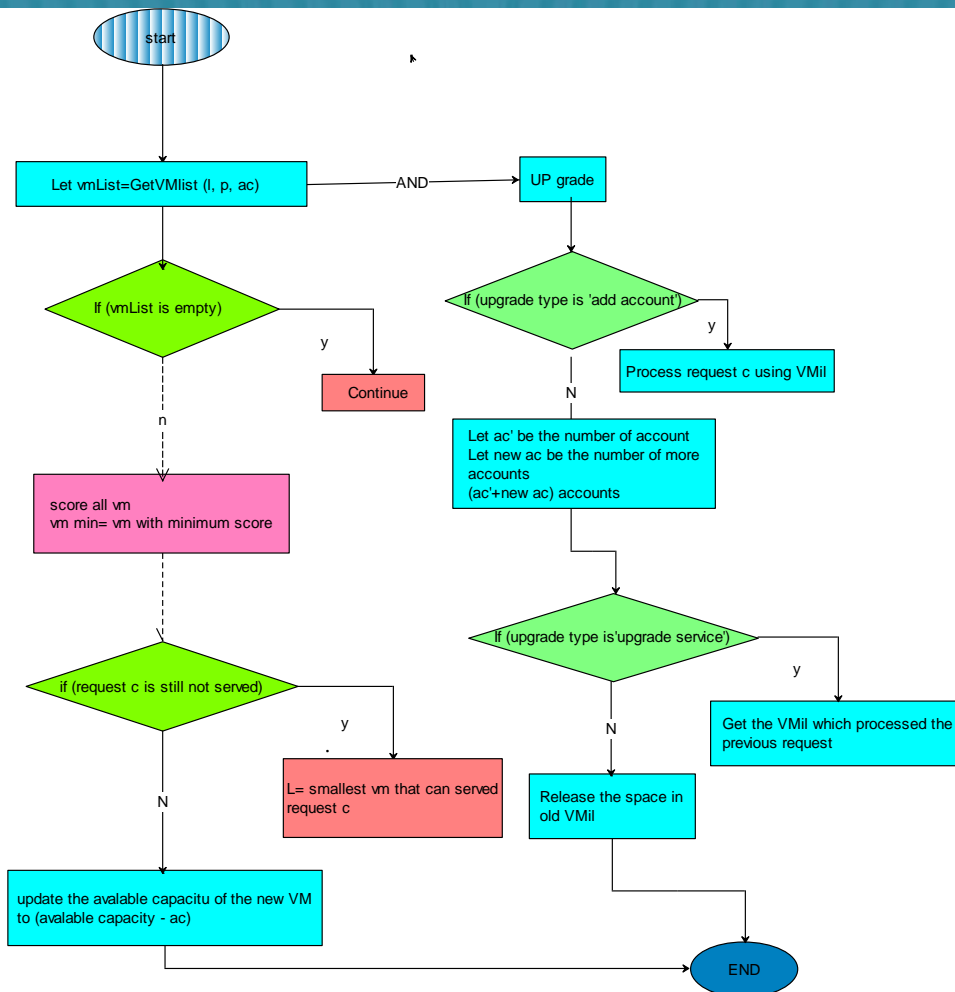 start
Let vmList=GetVMlist (l, p, ac)
AND
UP grade
If (vmList is empty)
y
Continue
n
If (upgrade type is 'add account')
y
Process request c using VMil
N
Let ac' be the number of account
Let new ac be the number of more
accounts
(ac'+new ac) accounts
score all vm
vm min= vm with minimum score
If (upgrade type is'upgrade service')
y
Get the VMil which processed the
previous request
N
Release the space in
old VMil
if (request c is still not served)
y
.
L= smallest vm that can served
request c
N
update the avalable capacitu of the new VM
to (avalable capacity - ac)
END